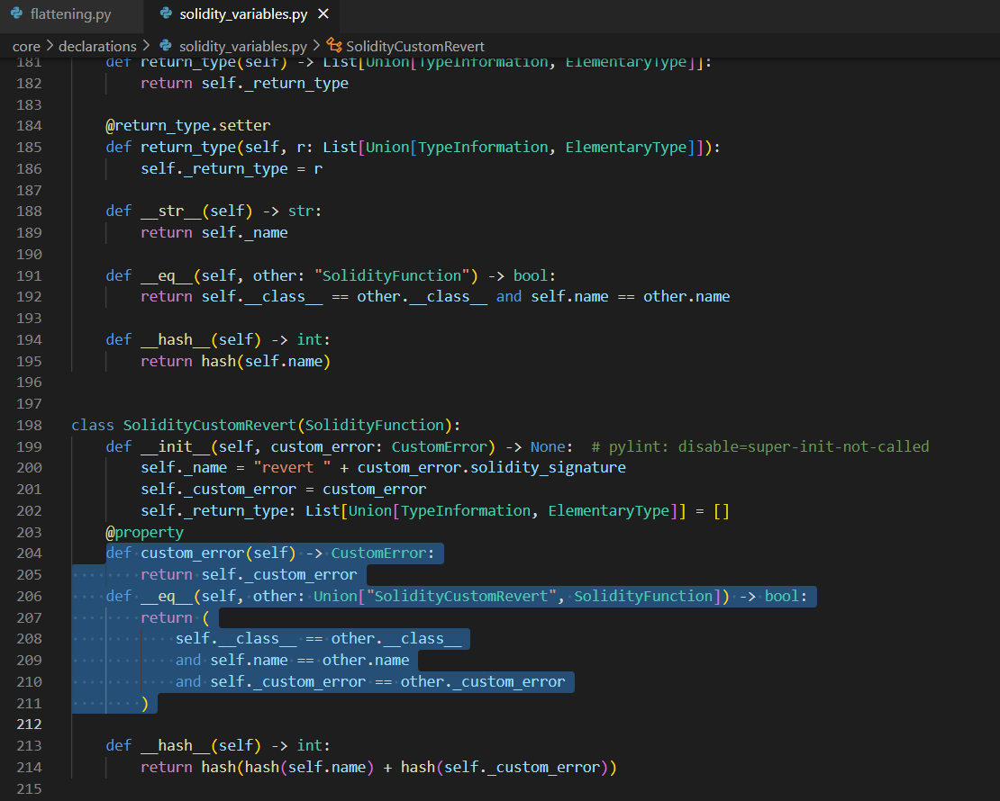 flattening.py
solidity_variables.py
core > declarations > solidity_variables.py > SolidityCustomRevert
181 def return_type(self) -> List[Union[TypeInformation, ElementaryType]]:
182 return self._return_type
183
184 @return_type.setter
185 def return_type(self, r: List[Union[TypeInformation, ElementaryType]]):
186 self._return_type = r
187
188 def __str__(self) -> str:
189 return self._name
190
191 def __eq__(self, other: "SolidityFunction") -> bool:
192 return self.__class__ == other.__class__ and self.name == other.name
193
194 def __hash__(self) -> int:
195 return hash(self.name)
196
197
198 class SolidityCustomRevert(SolidityFunction):
199 def __init__(self, custom_error: CustomError) -> None:  # pylint: disable=super-init-not-called
200 self._name = "revert " + custom_error.solidity_signature
201 self._custom_error = custom_error
202 self._return_type: List[Union[TypeInformation, ElementaryType]] = []
203 @property
204 def custom_error(self) -> CustomError:
205 return self._custom_error
206 def __eq__(self, other: Union["SolidityCustomRevert", SolidityFunction]) -> bool:
207 return (
208 self.__class__ == other.__class__
209 and self.name == other.name
210 and self._custom_error == other._custom_error
211 )
212
213 def __hash__(self) -> int:
214 return hash(hash(self.name) + hash(self._custom_error))
215